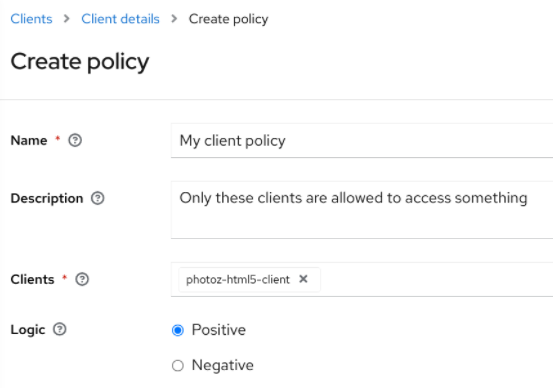 Clients > Client details > Create policy
Create policy
Name * ?
My client policy
Description ?
Only these clients are allowed to access something
Clients * ?
photoz-html5-client ×
Logic ?
Positive
Negative